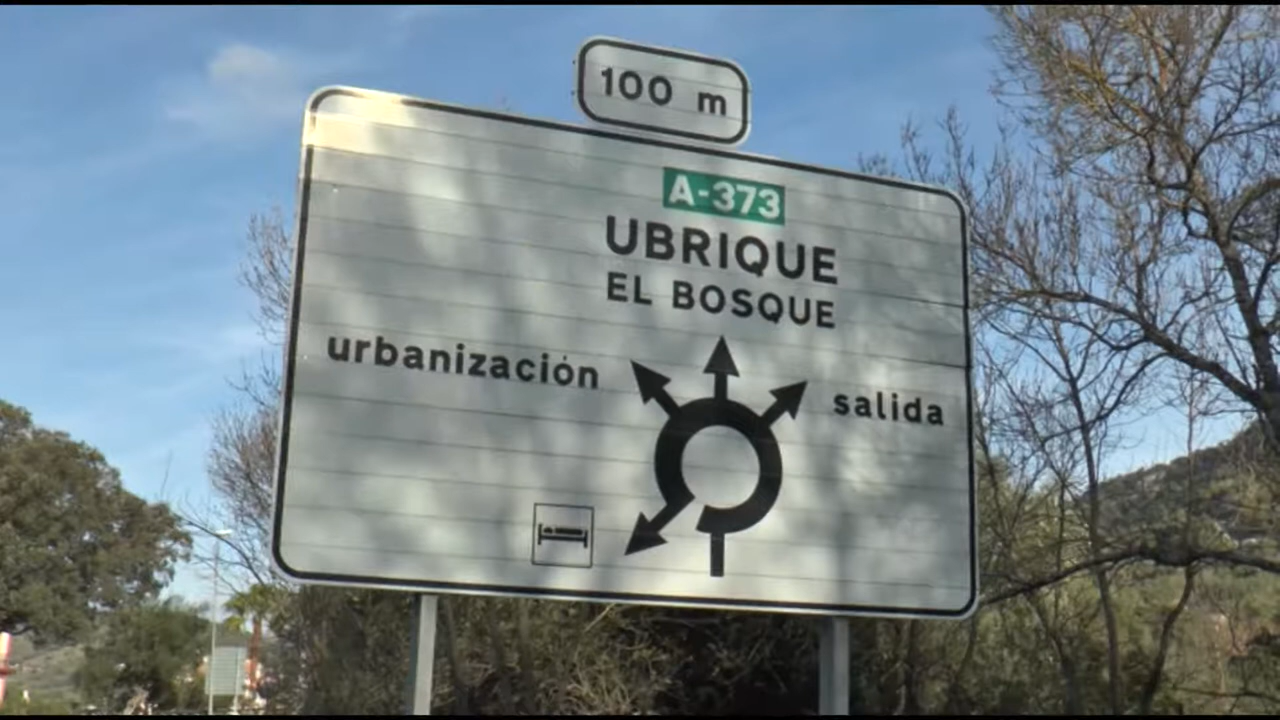 100 m
A-373
UBRIQUE
EL BOSQUE
urbanización
salida